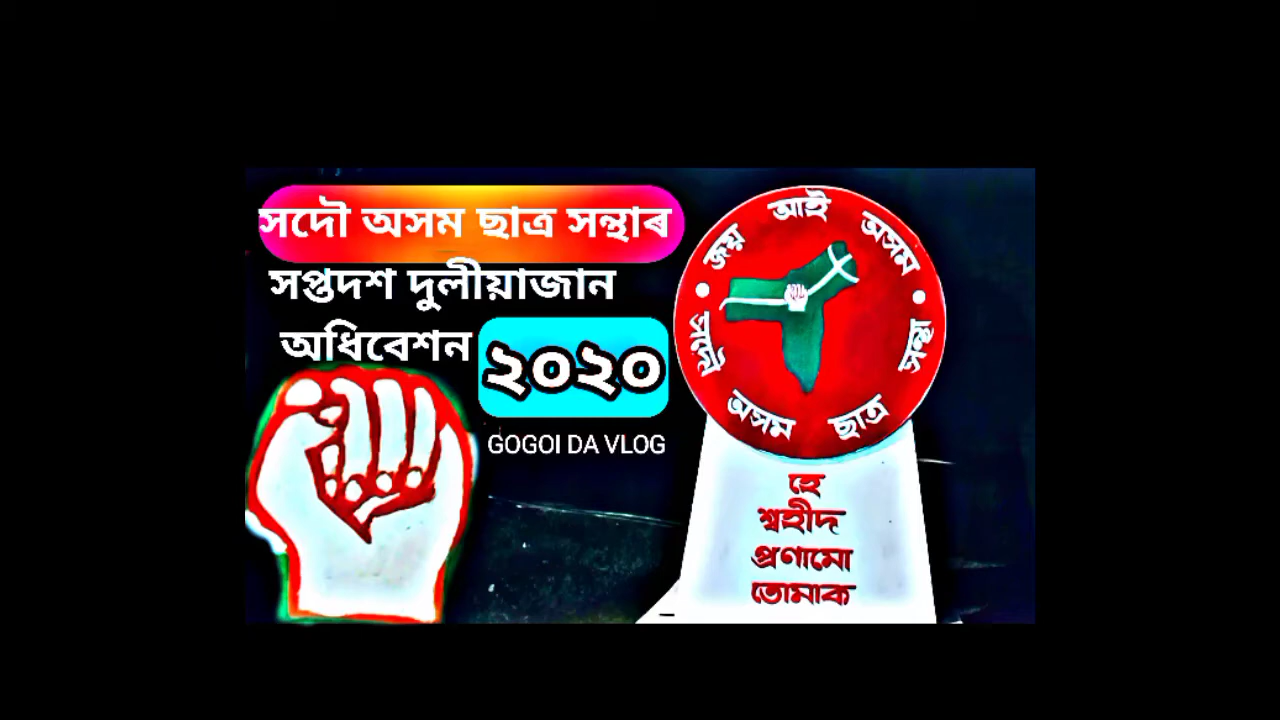 সদৌ অসম ছাত্ৰ সন্থাৰ
সপ্তদশ দুলীয়াজান
অধিবেশন
২০২০
GOGOI DA VLOG
জয় আই অসম
সদৌ অসম ছাত্ৰ সন্থা
হে
শ্বহীদ
প্ৰণামো
তোমাক